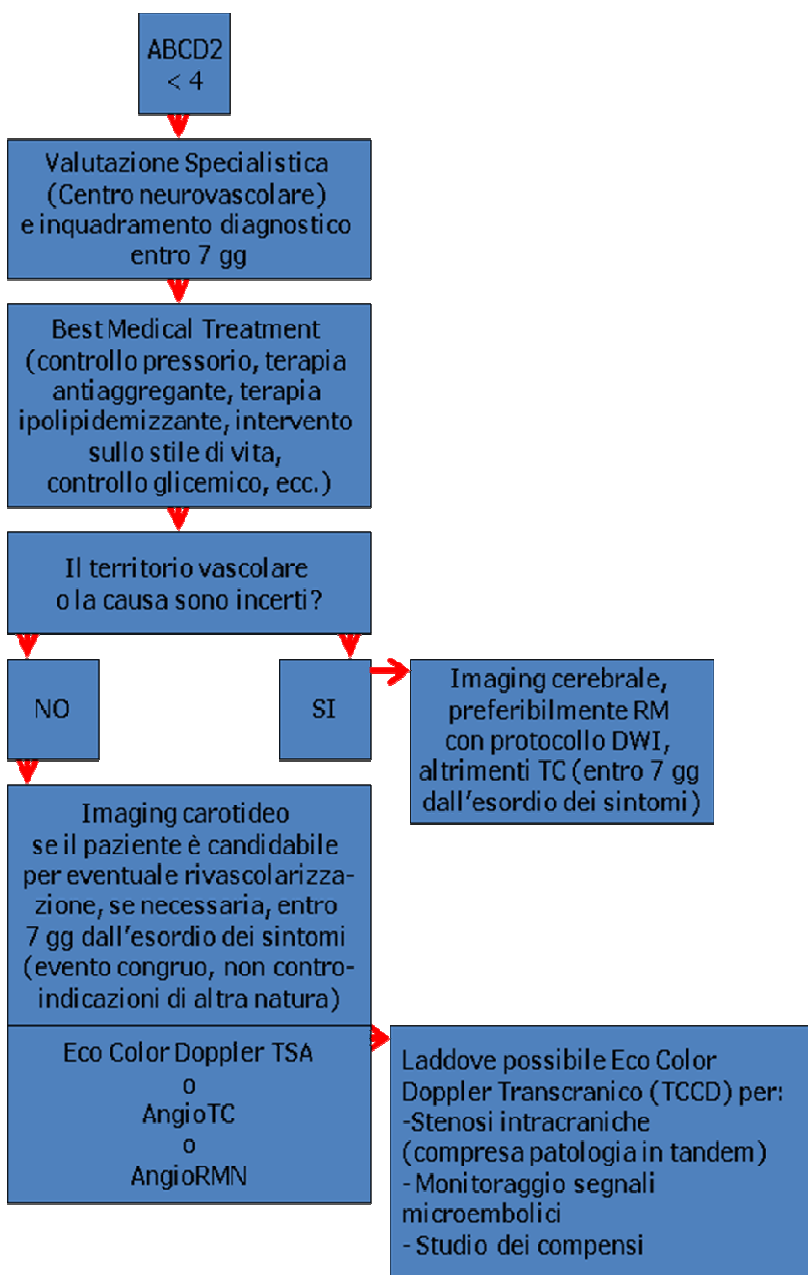 ABCD2
< 4
Valutazione Specialistica
(Centro neurovascolare)
e inquadramento diagnostico
entro 7 gg
Best Medical Treatment
(controllo pressorio, terapia
antiaggregante, terapia
ipolipidemizzante, intervento
sullo stile di vita,
controllo glicemico, ecc.)
Il territorio vascolare
o la causa sono incerti?
NO
SI
Imaging cerebrale,
preferibilmente RM
con protocollo DWI,
altrimenti TC (entro 7 gg
dall'esordio dei sintomi)
Imaging carotideo
se il paziente è candidabile
per eventuale rivascolarizza-
zione, se necessaria, entro
7 gg dall'esordio dei sintomi
(evento congruo, non contro-
indicazioni di altra natura)
Eco Color Doppler TSA
o
AngioTC
o
AngioRMN
Laddove possibile Eco Color
Doppler Transcranico (TCCD) per:
-Stenosi intracraniche
(compresa patologia in tandem)
- Monitoraggio segnali
microembolici
- Studio dei compensi